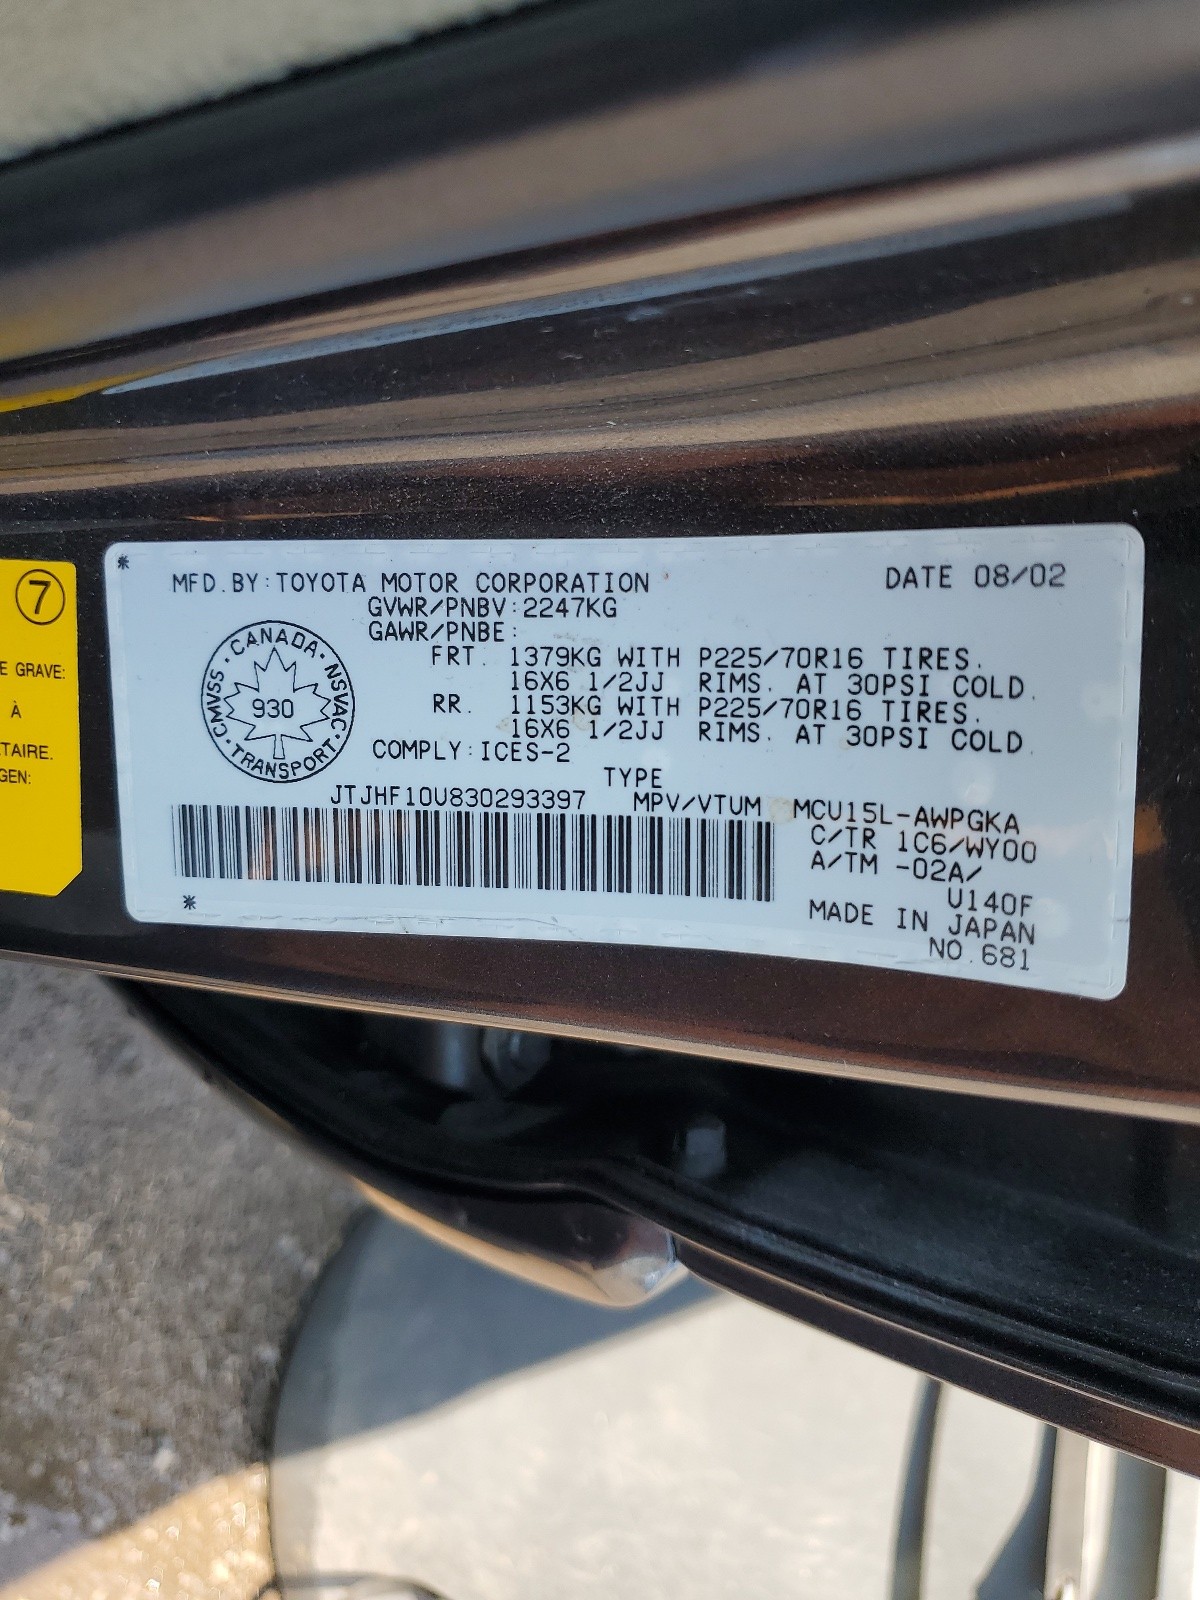 7
E GRAVE:
À
TAIRE.
GEN:
* MFD. BY: TOYOTA MOTOR CORPORATION DATE 08/02
GVWR/PNBV: 2247KG
GAWR/PNBE:
FRT. 1379KG WITH P225/70R16 TIRES.
16X6 1/2JJ RIMS. AT 30PSI COLD.
RR. 1153KG WITH P225/70R16 TIRES.
16X6 1/2JJ RIMS. AT 30PSI COLD.
COMPLY: ICES-2
CANADA · NSVAC · TRANSPORT · CMVSS
930
TYPE
JTJHF10U830293397 MPV/VTUM MCU15L-AWPGKA
C/TR 1C6/WY00
A/TM -02A/
U140F
MADE IN JAPAN
NO.681
*